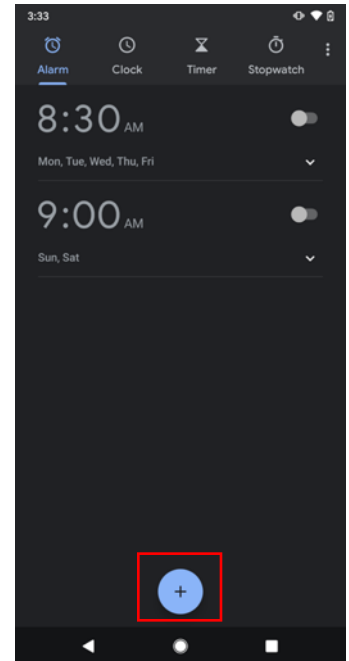 3:33
Alarm Clock Timer Stopwatch
8:30 AM
Mon, Tue, Wed, Thu, Fri
9:00 AM
Sun, Sat
+